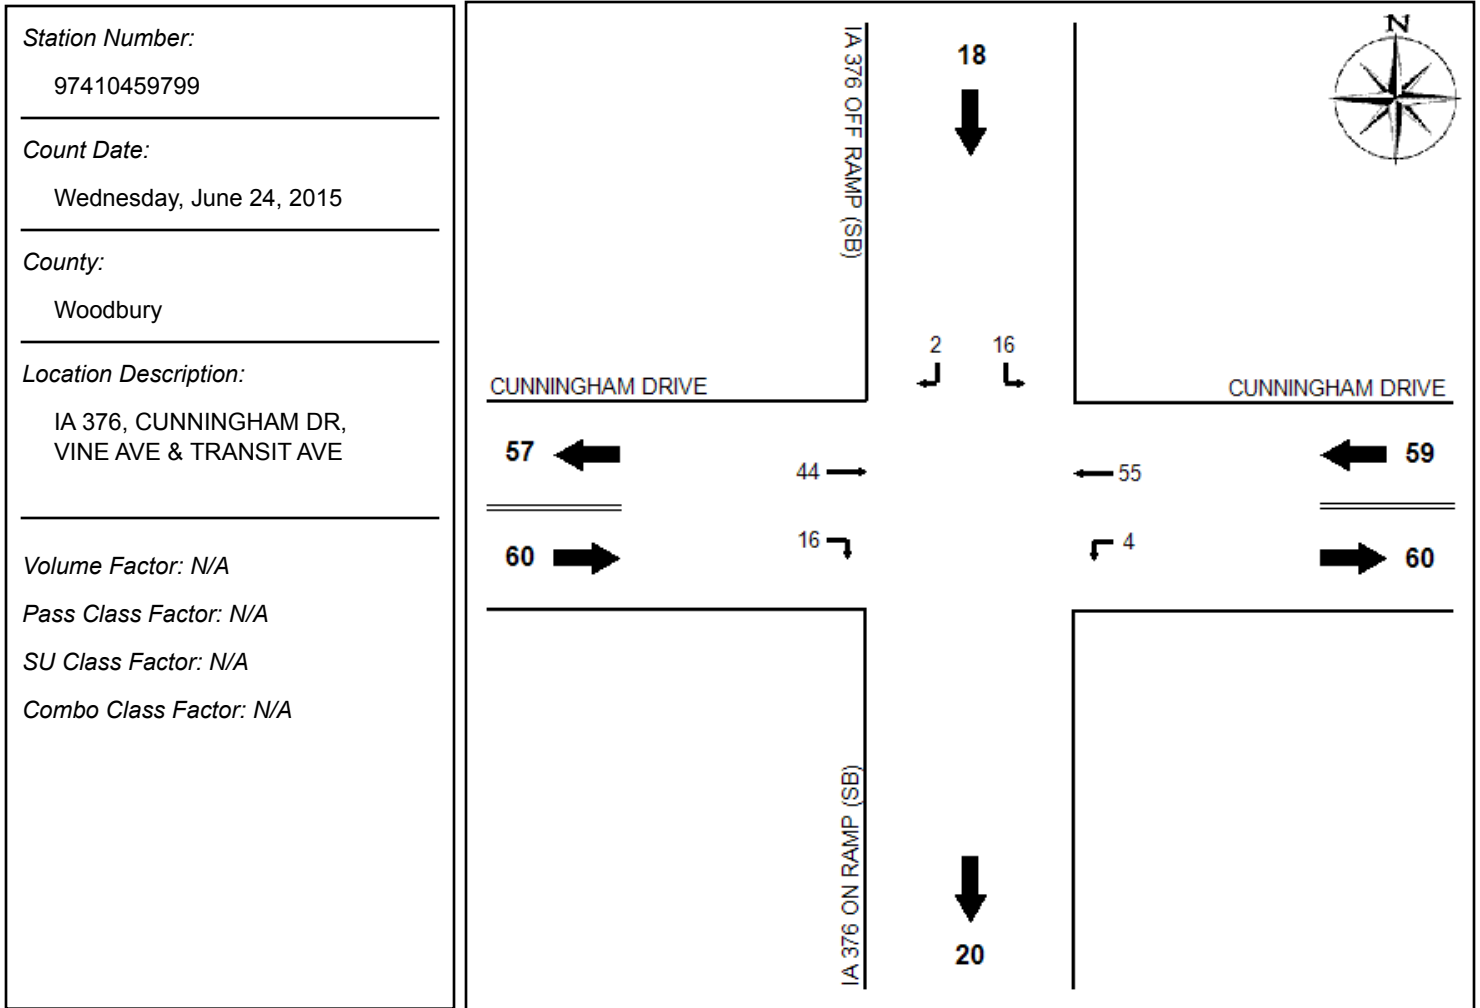 Station Number:
97410459799
Count Date:
Wednesday, June 24, 2015
County:
Woodbury
Location Description:
IA 376, CUNNINGHAM DR,
VINE AVE & TRANSIT AVE
Volume Factor: N/A
Pass Class Factor: N/A
SU Class Factor: N/A
Combo Class Factor: N/A
N
IA 376 OFF RAMP (SB)
18
2
16
CUNNINGHAM DRIVE
CUNNINGHAM DRIVE
57
44
55
59
60
16
4
60
IA 376 ON RAMP (SB)
20